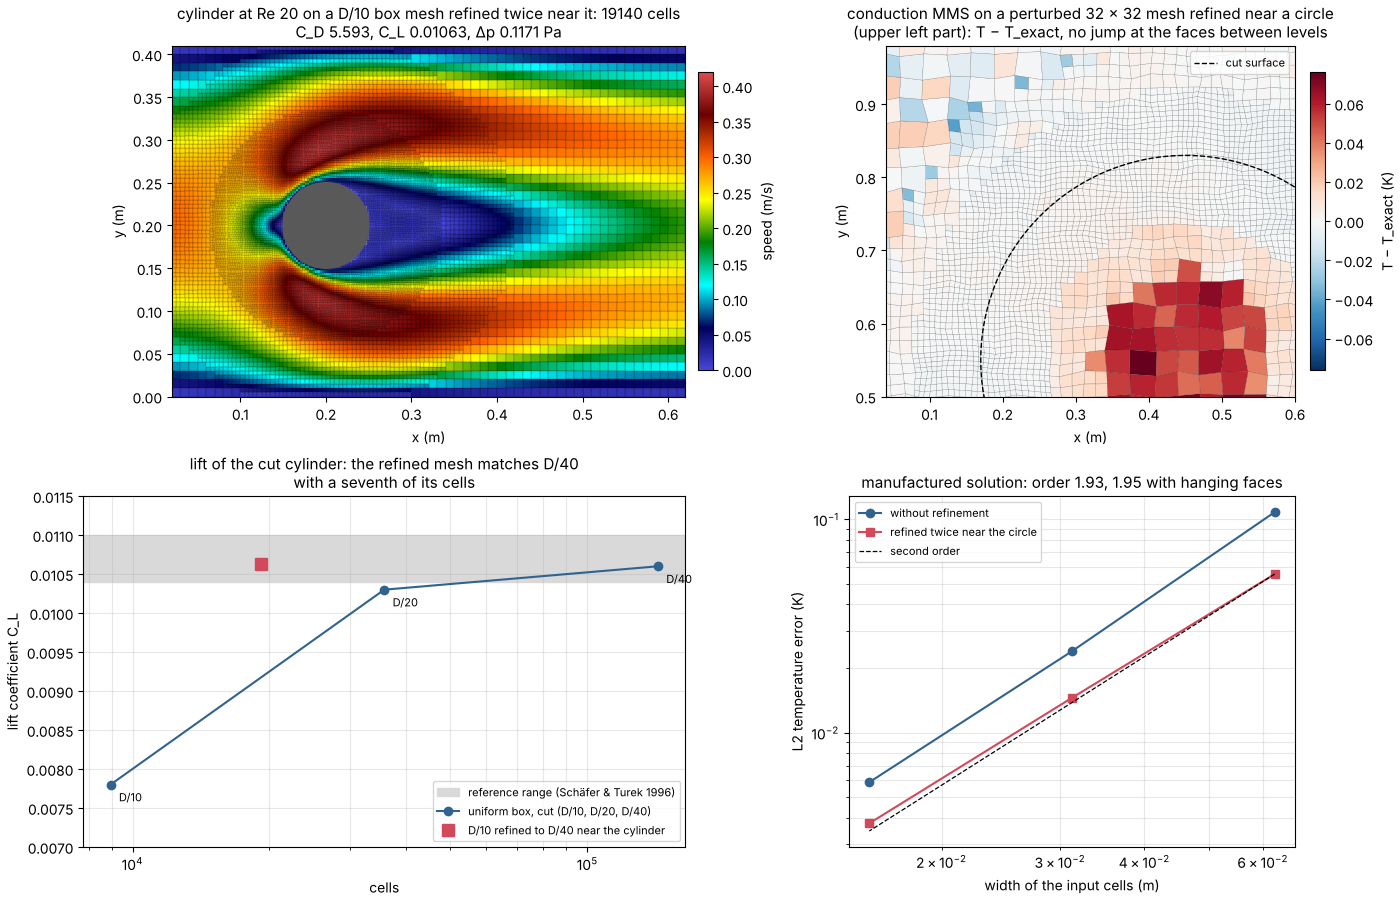 cylinder at Re 20 on a D/10 box mesh refined twice near it: 19140 cells
C_D 5.593, C_L 0.01063, Δp 0.1171 Pa
0.40
0.35
0.30
0.25
0.20
0.15
0.10
0.05
0.00
y (m)
0.1
0.2
0.3
0.4
0.5
0.6
x (m)
0.40
0.35
0.30
0.25
0.20
0.15
0.10
0.05
0.00
speed (m/s)
conduction MMS on a perturbed 32 × 32 mesh refined near a circle
(upper left part): T − T_exact, no jump at the faces between levels
cut surface
0.9
0.8
0.7
0.6
0.5
y (m)
0.1
0.2
0.3
0.4
0.5
0.6
x (m)
0.06
0.04
0.02
0.00
−0.02
−0.04
−0.06
T − T_exact (K)
lift of the cut cylinder: the refined mesh matches D/40
with a seventh of its cells
0.0115
0.0110
0.0105
0.0100
0.0095
0.0090
0.0085
0.0080
0.0075
0.0070
lift coefficient C_L
D/10
D/20
D/40
reference range (Schäfer & Turek 1996)
uniform box, cut (D/10, D/20, D/40)
D/10 refined to D/40 near the cylinder
10⁴
10⁵
cells
manufactured solution: order 1.93, 1.95 with hanging faces
without refinement
refined twice near the circle
second order
10⁻¹
10⁻²
L2 temperature error (K)
2 × 10⁻²
3 × 10⁻²
4 × 10⁻²
6 × 10⁻²
width of the input cells (m)